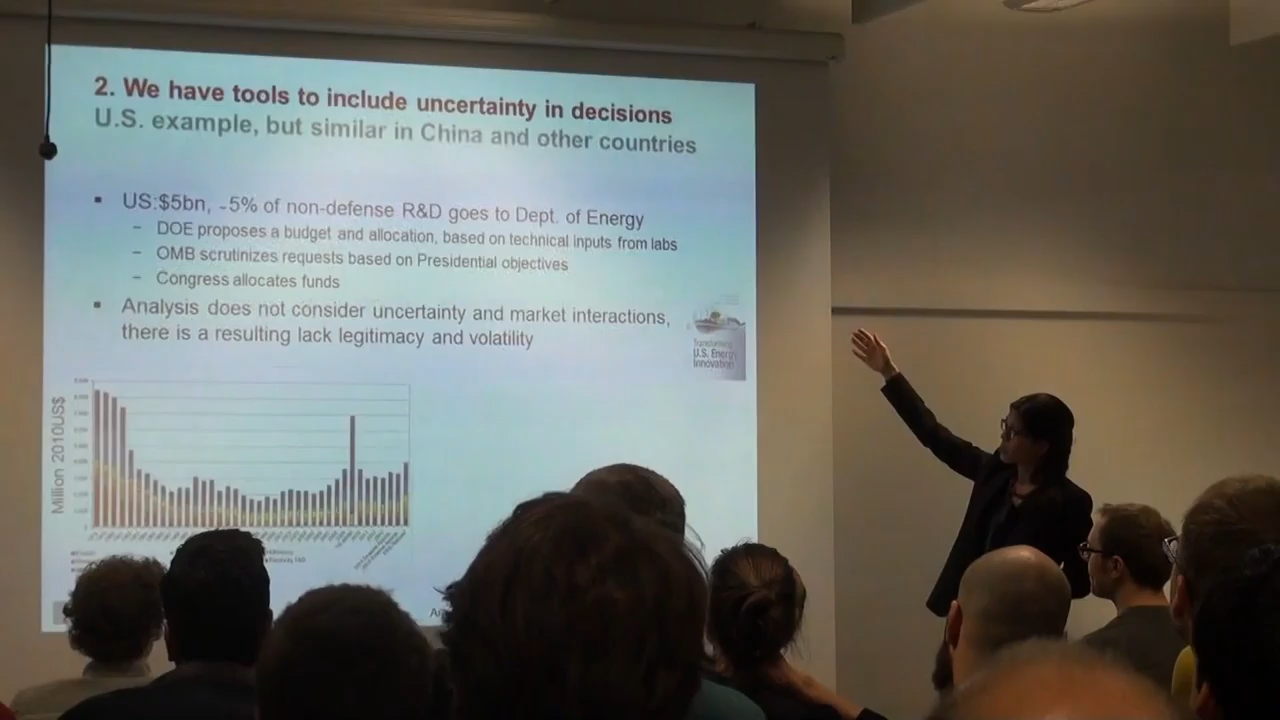 2. We have tools to include uncertainty in decisions
U.S. example, but similar in China and other countries
▪ US:$5bn, ~5% of non-defense R&D goes to Dept. of Energy
– DOE proposes a budget and allocation, based on technical inputs from labs
– OMB scrutinizes requests based on Presidential objectives
– Congress allocates funds
▪ Analysis does not consider uncertainty and market interactions,
there is a resulting lack legitimacy and volatility
Transforming
U.S. Energy
Innovation
Million 2010US$